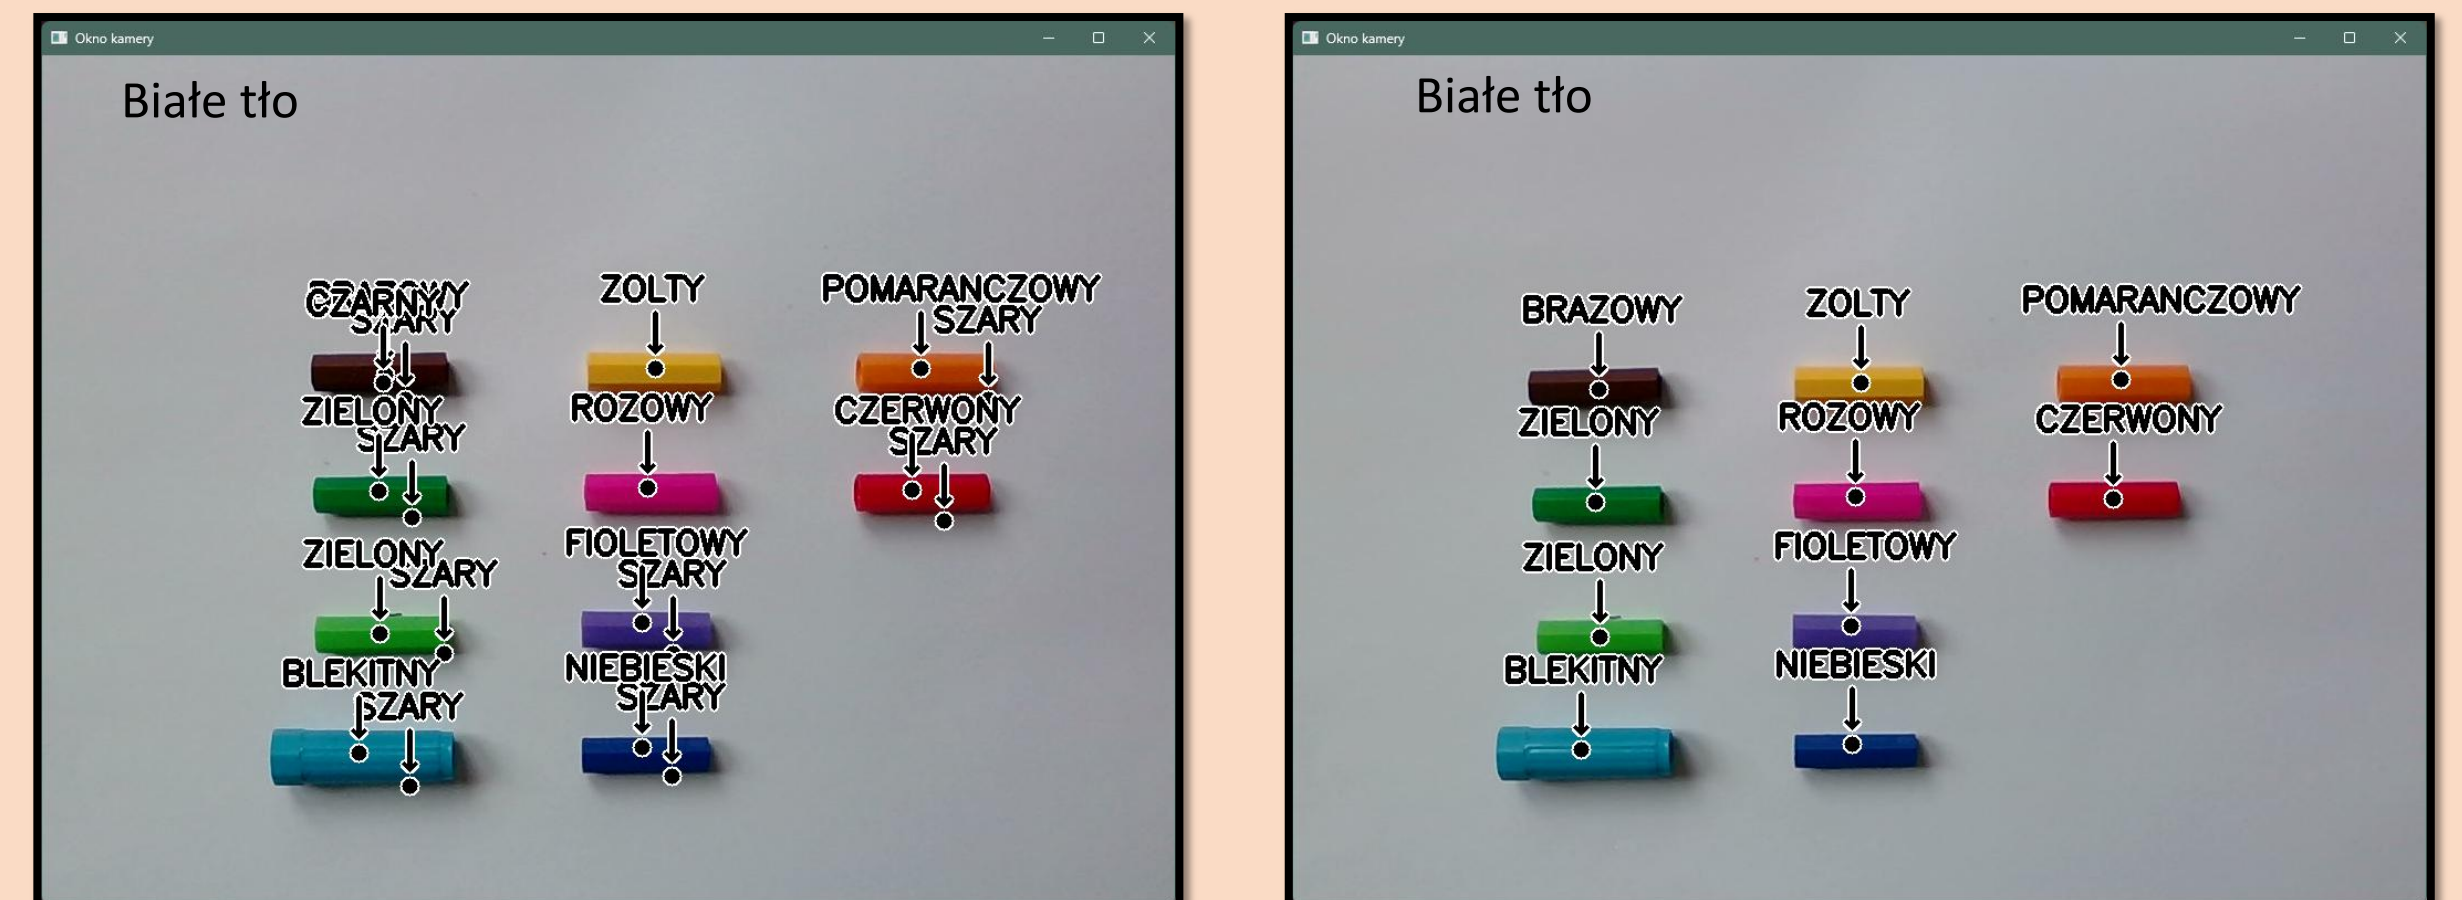 Okno kamery
Białe tło
ZOLTY
POMARANCZOWY
CZARNY
SZARY
SZARY
ZIELONY
ROZOWY
CZERWONY
SZARY
SZARY
ZIELONY
FIOLETOWY
SZARY
SZARY
BLEKITNY
NIEBIESKI
SZARY
SZARY
Okno kamery
Białe tło
BRAZOWY
ZOLTY
POMARANCZOWY
ZIELONY
ROZOWY
CZERWONY
ZIELONY
FIOLETOWY
BLEKITNY
NIEBIESKI